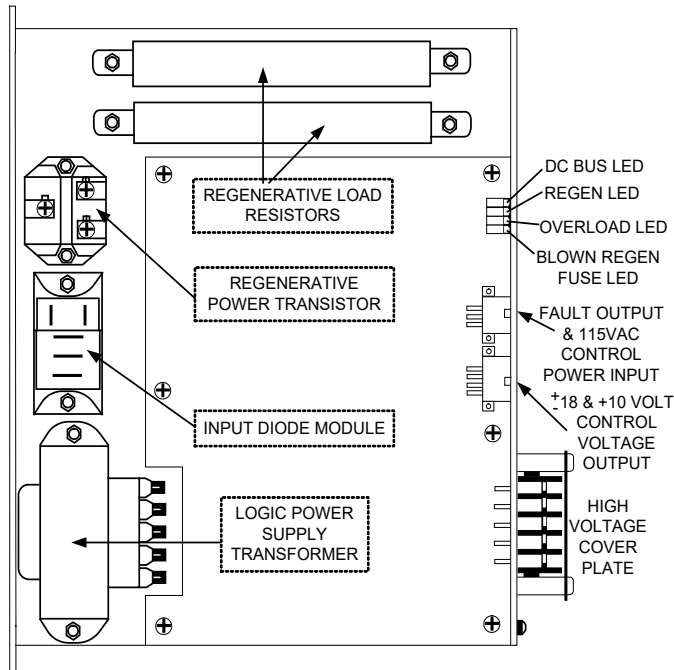 REGENERATIVE LOAD
RESISTORS
REGENERATIVE
POWER TRANSISTOR
INPUT DIODE MODULE
LOGIC POWER
SUPPLY
TRANSFORMER
DC BUS LED
REGEN LED
OVERLOAD LED
BLOWN REGEN
FUSE LED
FAULT OUTPUT
& 115VAC
CONTROL
POWER INPUT
+-18 & +10 VOLT
CONTROL
VOLTAGE
OUTPUT
HIGH
VOLTAGE
COVER
PLATE